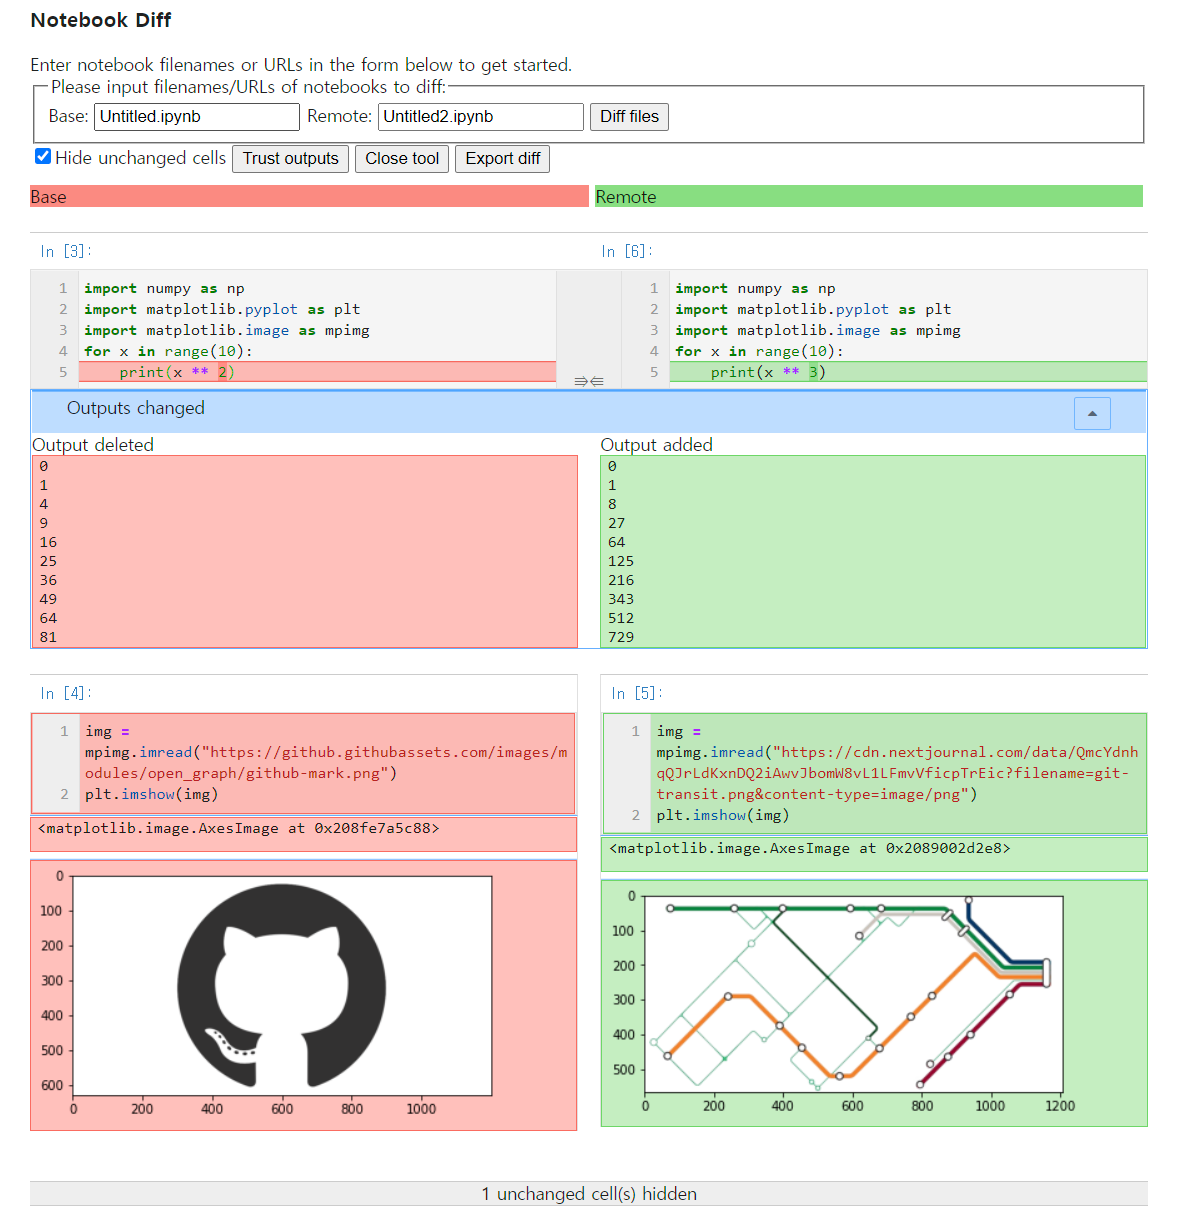 Notebook Diff
Enter notebook filenames or URLs in the form below to get started.
Please input filenames/URLs of notebooks to diff:
Base: Untitled.ipynb Remote: Untitled2.ipynb Diff files
Hide unchanged cells Trust outputs Close tool Export diff
Base Remote
In [3]:
1 import numpy as np
2 import matplotlib.pyplot as plt
3 import matplotlib.image as mpimg
4 for x in range(10):
5 print(x ** 2)
In [6]:
1 import numpy as np
2 import matplotlib.pyplot as plt
3 import matplotlib.image as mpimg
4 for x in range(10):
5 print(x ** 3)
Outputs changed
Output deleted
0
1
4
9
16
25
36
49
64
81
Output added
0
1
8
27
64
125
216
343
512
729
In [4]:
1 img =
mpimg.imread("https://github.githubassets.com/images/m
odules/open_graph/github-mark.png")
2 plt.imshow(img)
<matplotlib.image.AxesImage at 0x208fe7a5c88>
0
100
200
300
400
500
600
0 200 400 600 800 1000
In [5]:
1 img =
mpimg.imread("https://cdn.nextjournal.com/data/QmcYdnh
qQJrLdKxnDQ2iAwvJbomW8vL1LFmvVficpTrEic?filename=git-
transit.png&content-type=image/png")
2 plt.imshow(img)
<matplotlib.image.AxesImage at 0x2089002d2e8>
0
100
200
300
400
500
0 200 400 600 800 1000 1200
1 unchanged cell(s) hidden